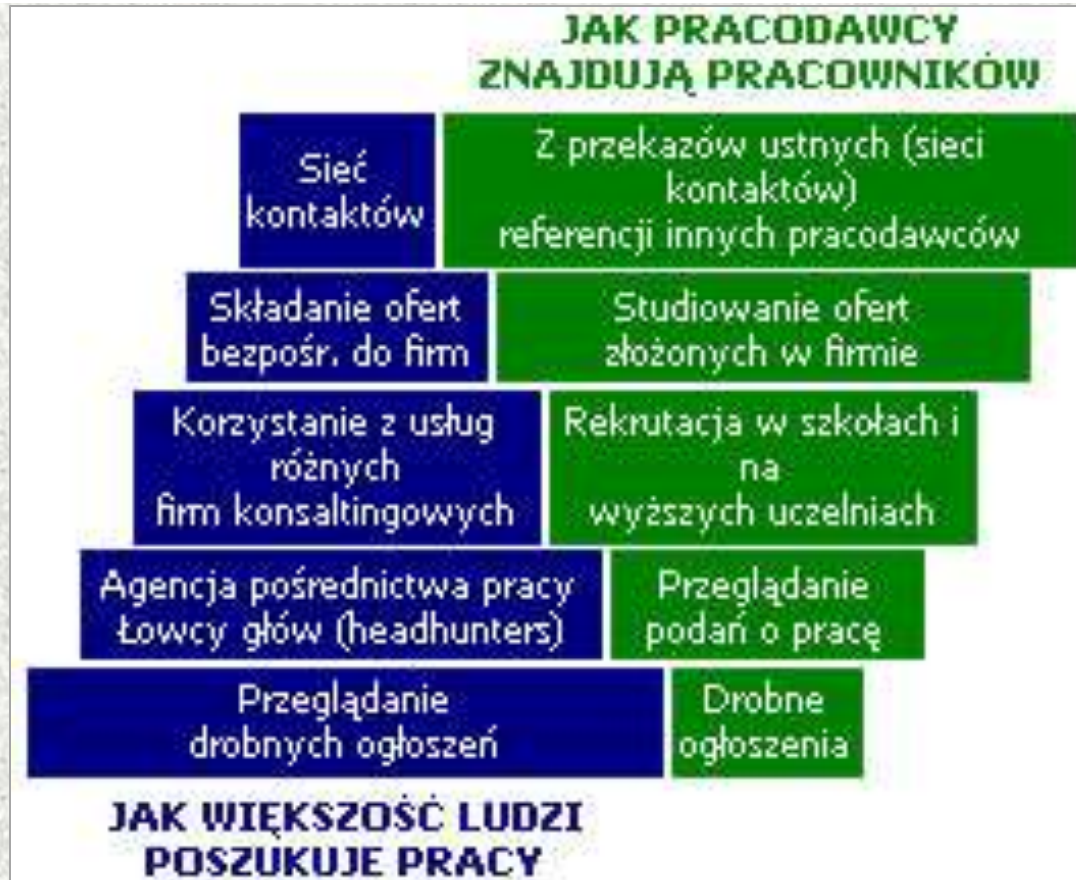 JAK PRACODAWCY
ZNAJDUJĄ PRACOWNIKÓW
Sieć
kontaktów
Z przekazów ustnych (sieci
kontaktów)
referencji innych pracodawców
Składanie ofert
bezpośr. do firm
Studiowanie ofert
złożonych w firmie
Korzystanie z usług
różnych
firm konsaltingowych
Rekrutacja w szkołach i
na
wyższych uczelniach
Agencja pośrednictwa pracy
Łowcy głów (headhunters)
Przeglądanie
podań o pracę
Przeglądanie
drobnych ogłoszeń
Drobne
ogłoszenia
JAK WIĘKSZOŚĆ LUDZI
POSZUKUJE PRACY